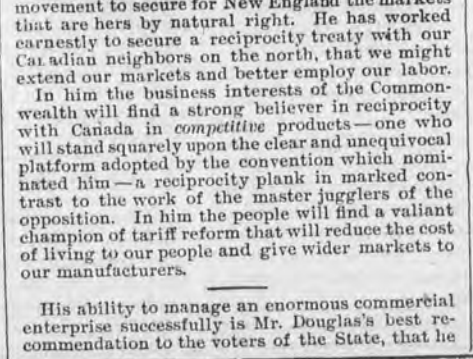 movement to secure for New England the markets
that are hers by natural right. He has worked
earnestly to secure a reciprocity treaty with our
Canadian neighbors on the north, that we might
extend our markets and better employ our labor.
In him the business interests of the Common-
wealth will find a strong believer in reciprocity
with Canada in competitive products—one who
will stand squarely upon the clear and unequivocal
platform adopted by the convention which nomi-
nated him—a reciprocity plank in marked con-
trast to the work of the master jugglers of the
opposition. In him the people will find a valiant
champion of tariff reform that will reduce the cost
of living to our people and give wider markets to
our manufacturers.
His ability to manage an enormous commercial
enterprise successfully is Mr. Douglas's best re-
commendation to the voters of the State, that he